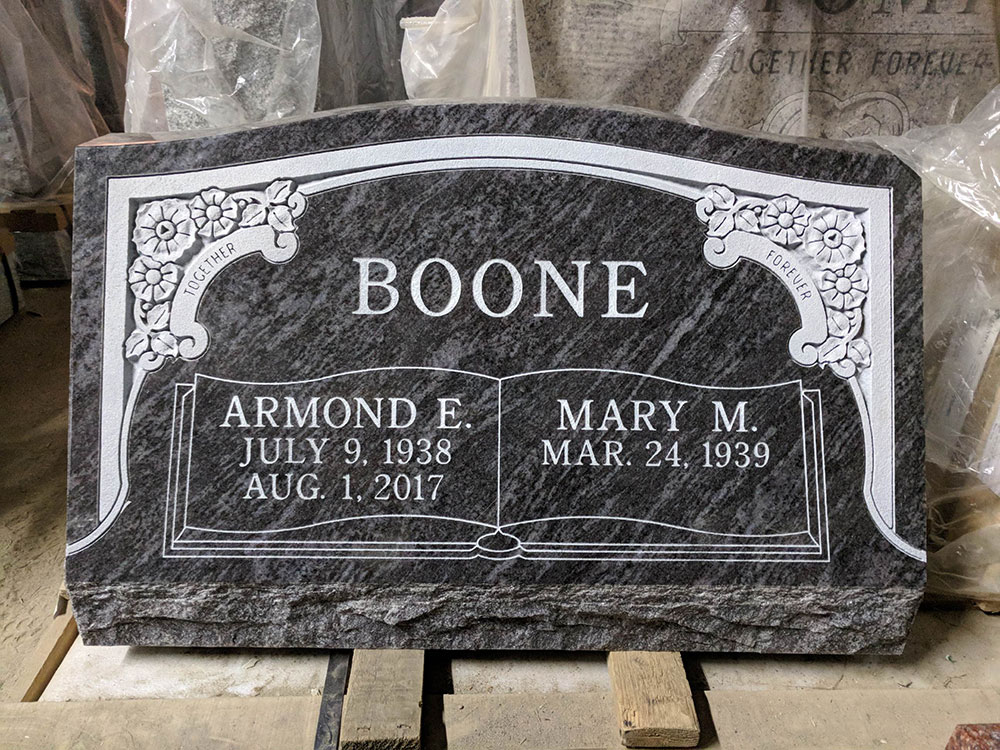 TOGETHER FOREVER
TOGETHER
FOREVER
BOONE
ARMOND E.
JULY 9, 1938
AUG. 1, 2017
MARY M.
MAR. 24, 1939